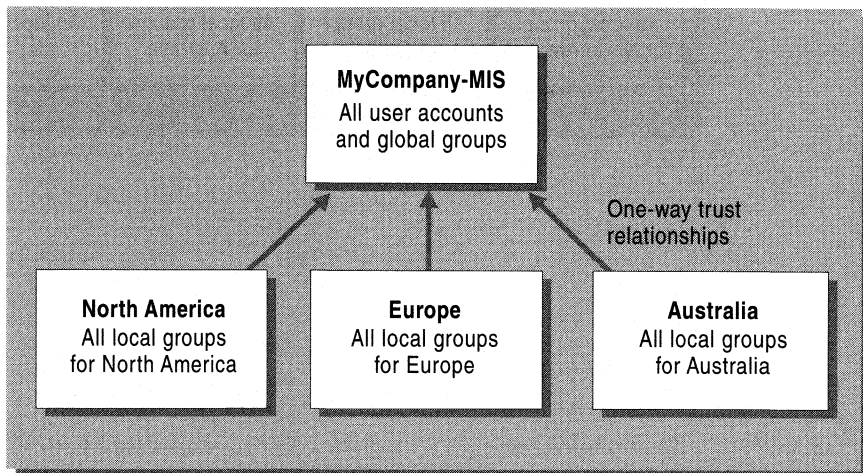 MyCompany-MIS
All user accounts
and global groups
One-way trust
relationships
North America
All local groups
for North America
Europe
All local groups
for Europe
Australia
All local groups
for Australia